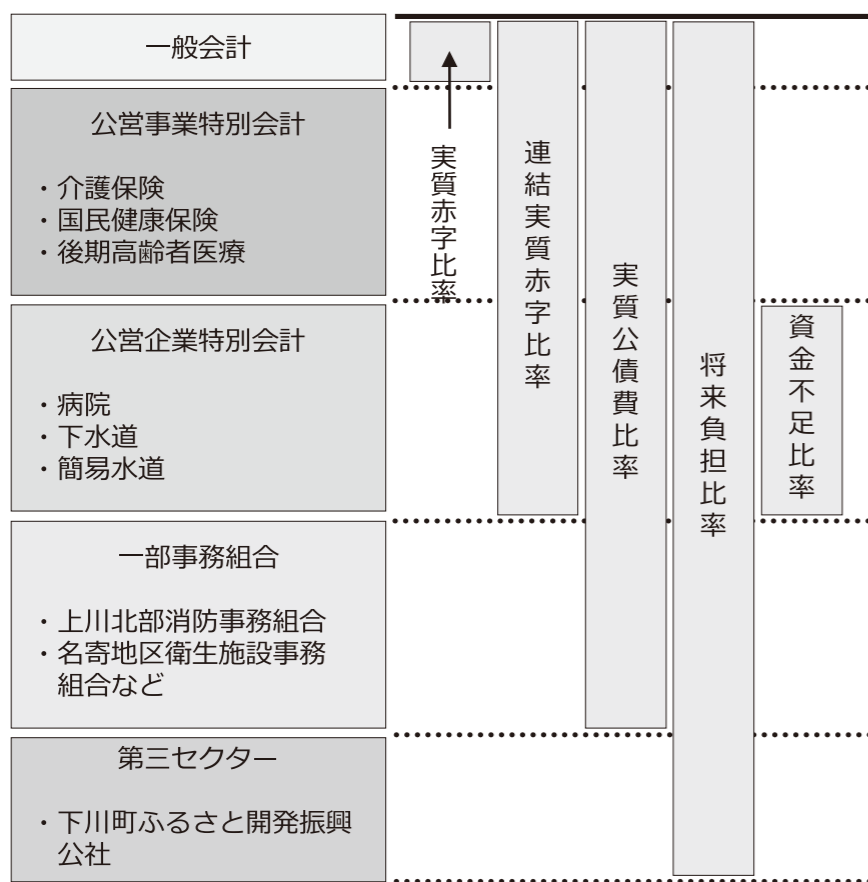 一般会計
公営事業特別会計
・介護保険
・国民健康保険
・後期高齢者医療
公営企業特別会計
・病院
・下水道
・簡易水道
一部事務組合
・上川北部消防事務組合
・名寄地区衛生施設事務
組合など
第三セクター
・下川町ふるさと開発振興
公社
実質赤字比率
連結実質赤字比率
実質公債費比率
将来負担比率
資金不足比率